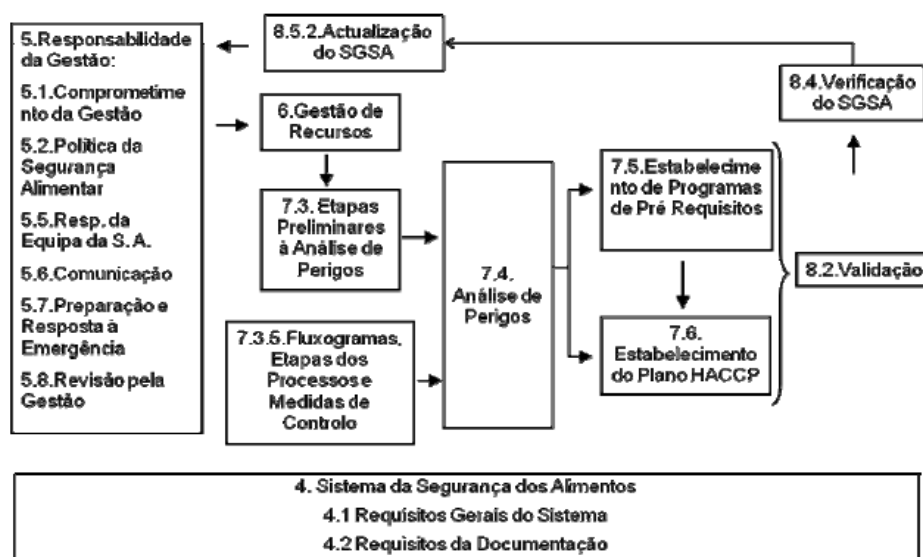 5.Responsabilidade
da Gestão:
5.1.Comprometime
nto da Gestão
5.2.Política da
Segurança
Alimentar
5.5.Resp. da
Equipa da S. A.
5.6.Comunicação
5.7.Preparação e
Resposta à
Emergência
5.8.Revisão pela
Gestão
8.5.2.Actualização
do SGSA
6.Gestão de
Recursos
7.3. Etapas
Preliminares
à Análise de
Perigos
7.3.5.Fluxogramas,
Etapas dos
Processos e
Medidas de
Controlo
7.4.
Análise de
Perigos
7.5.Estabelecime
nto de Programas
de Pré Requisitos
7.6.
Estabelecimento
do Plano HACCP
8.4.Verificação
do SGSA
8.2.Validação
4. Sistema da Segurança dos Alimentos
4.1 Requisitos Gerais do Sistema
4.2 Requisitos da Documentação